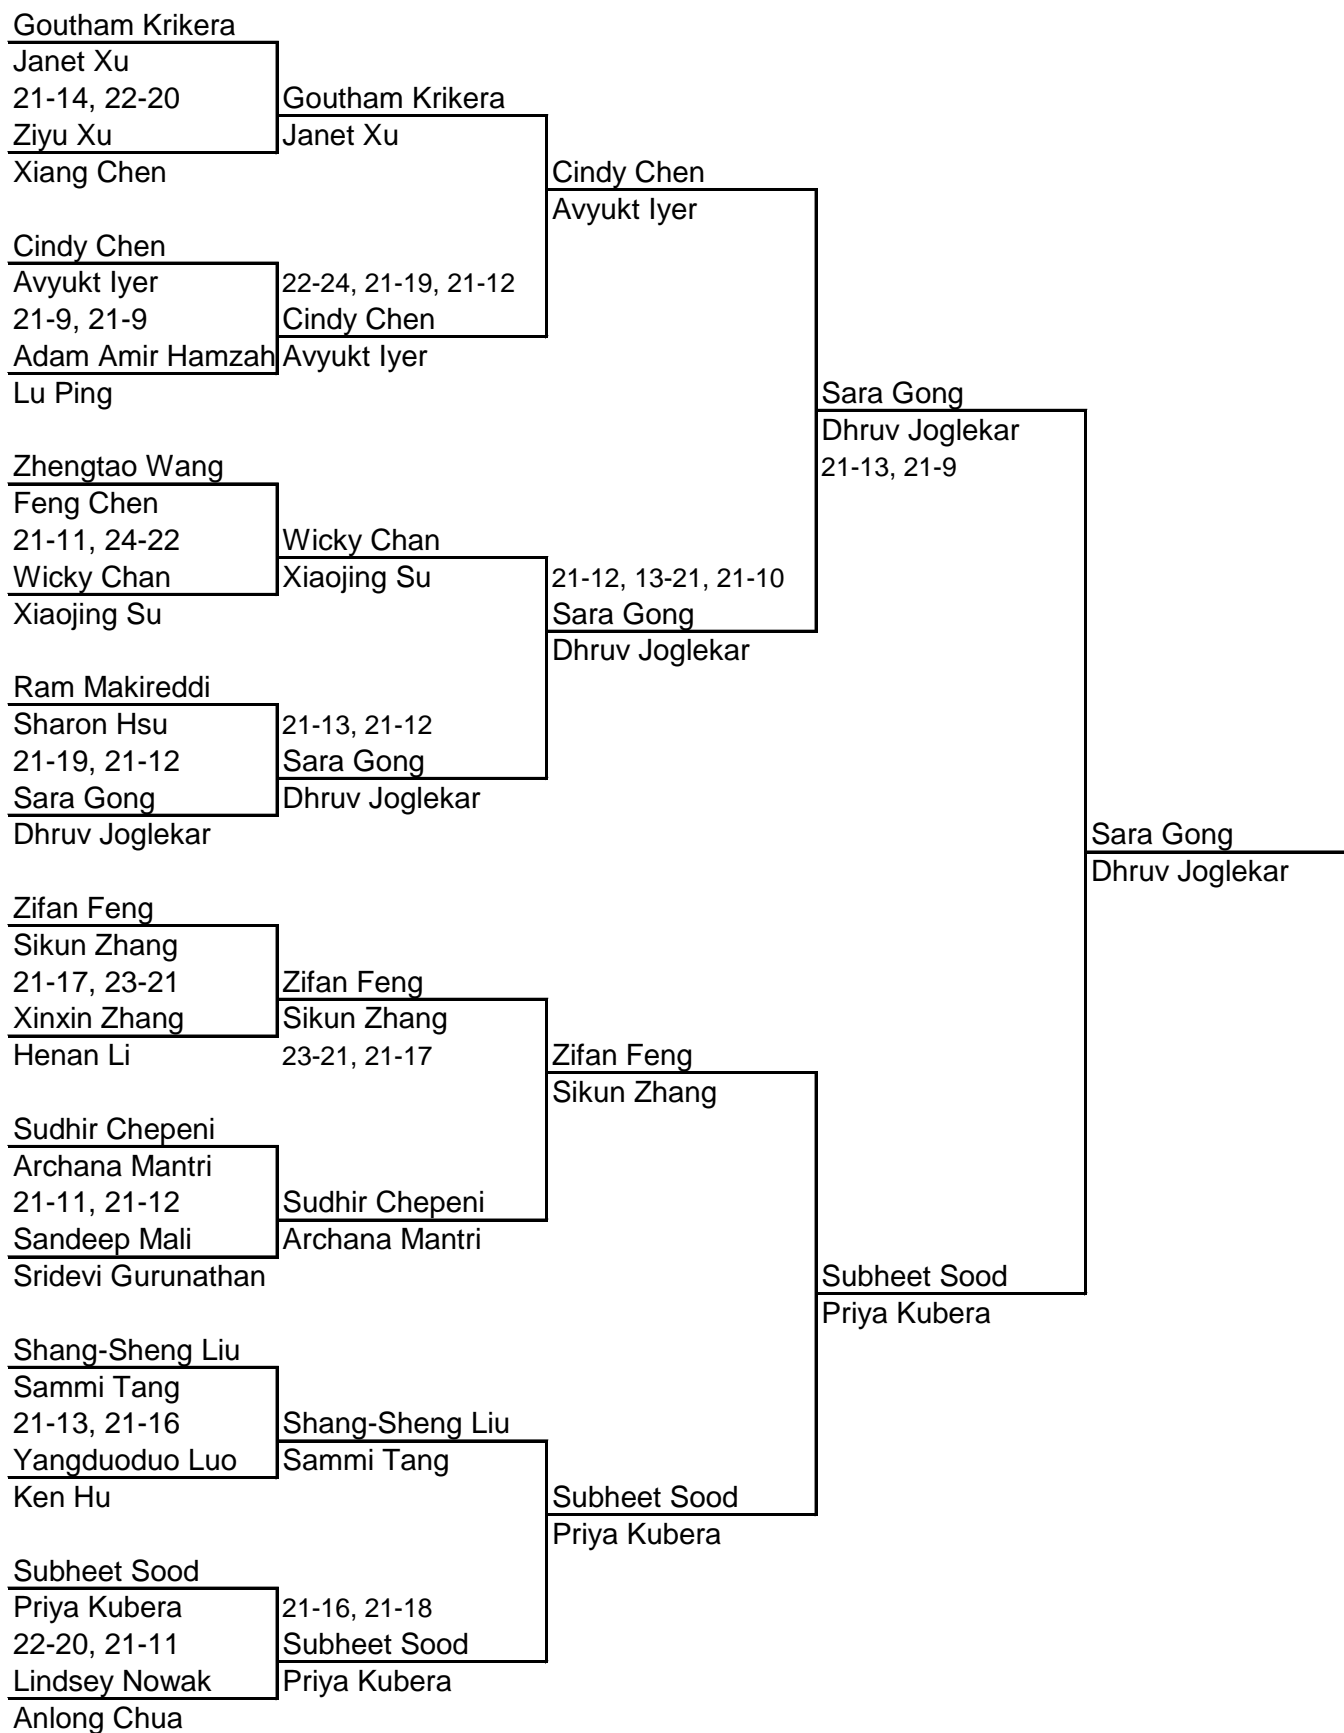 Goutham Krikera
Janet Xu
21-14, 22-20
Goutham Krikera
Ziyu Xu
Janet Xu
Xiang Chen
Cindy Chen
Avyukt Iyer
Cindy Chen
Avyukt Iyer
22-24, 21-19, 21-12
21-9, 21-9
Cindy Chen
Adam Amir Hamzah
Avyukt Iyer
Lu Ping
Sara Gong
Dhruv Joglekar
Zhengtao Wang
21-13, 21-9
Feng Chen
21-11, 24-22
Wicky Chan
Wicky Chan
Xiaojing Su
21-12, 13-21, 21-10
Xiaojing Su
Sara Gong
Dhruv Joglekar
Ram Makireddi
Sharon Hsu
21-13, 21-12
21-19, 21-12
Sara Gong
Sara Gong
Dhruv Joglekar
Dhruv Joglekar
Sara Gong
Dhruv Joglekar
Zifan Feng
Sikun Zhang
21-17, 23-21
Zifan Feng
Xinxin Zhang
Sikun Zhang
Henan Li
23-21, 21-17
Zifan Feng
Sikun Zhang
Sudhir Chepeni
Archana Mantri
21-11, 21-12
Sudhir Chepeni
Sandeep Mali
Archana Mantri
Sridevi Gurunathan
Subheet Sood
Priya Kubera
Shang-Sheng Liu
Sammi Tang
21-13, 21-16
Shang-Sheng Liu
Yangduoduo Luo
Sammi Tang
Ken Hu
Subheet Sood
Priya Kubera
Subheet Sood
Priya Kubera
21-16, 21-18
22-20, 21-11
Subheet Sood
Lindsey Nowak
Priya Kubera
Anlong Chua